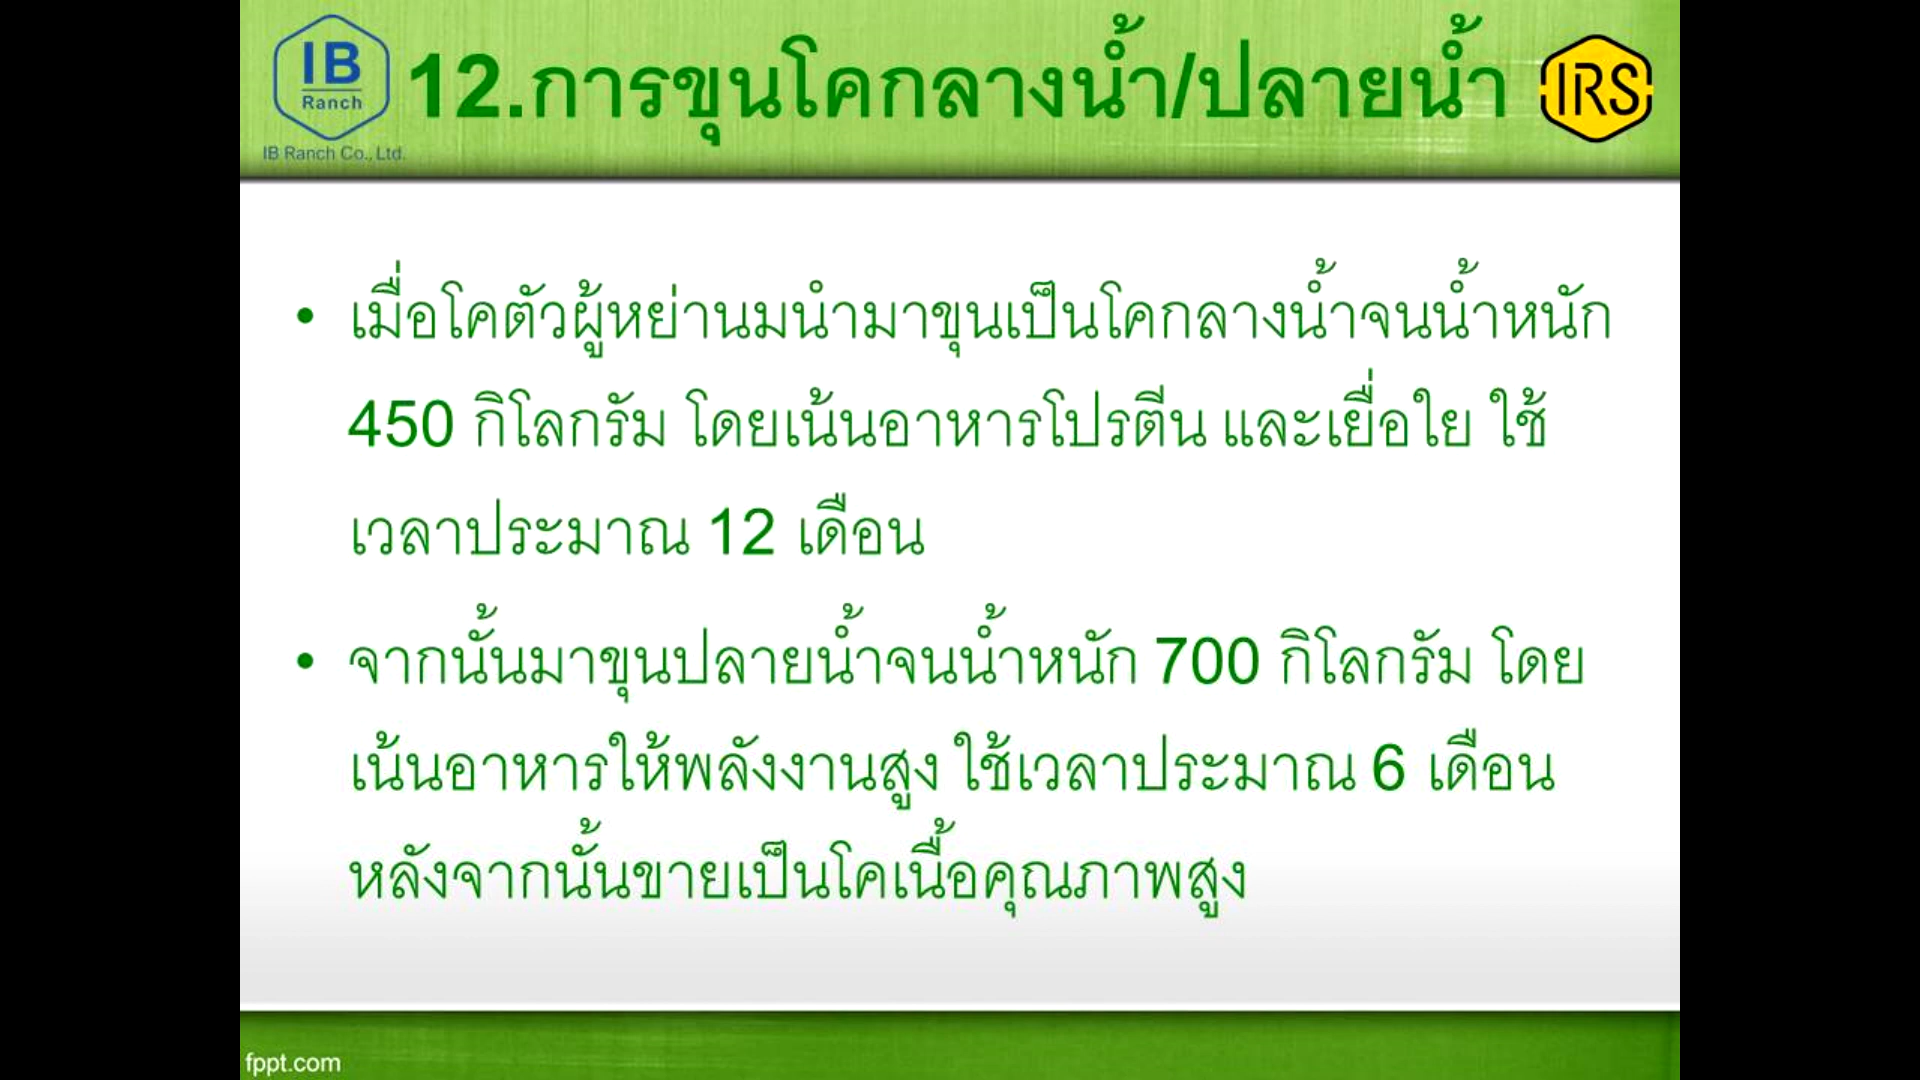 IB
Ranch
IB Ranch Co., Ltd.
12.การขุนโคกลางน้ำ/ปลายน้ำ
IRS
• เมื่อโคตัวผู้หย่านมนำมาขุนเป็นโคกลางน้ำจนน้ำหนัก
450 กิโลกรัม โดยเน้นอาหารโปรตีน และเยื่อใย ใช้
เวลาประมาณ 12 เดือน
• จากนั้นมาขุนปลายน้ำจนน้ำหนัก 700 กิโลกรัม โดย
เน้นอาหารให้พลังงานสูง ใช้เวลาประมาณ 6 เดือน
หลังจากนั้นขายเป็นโคเนื้อคุณภาพสูง
fppt.com